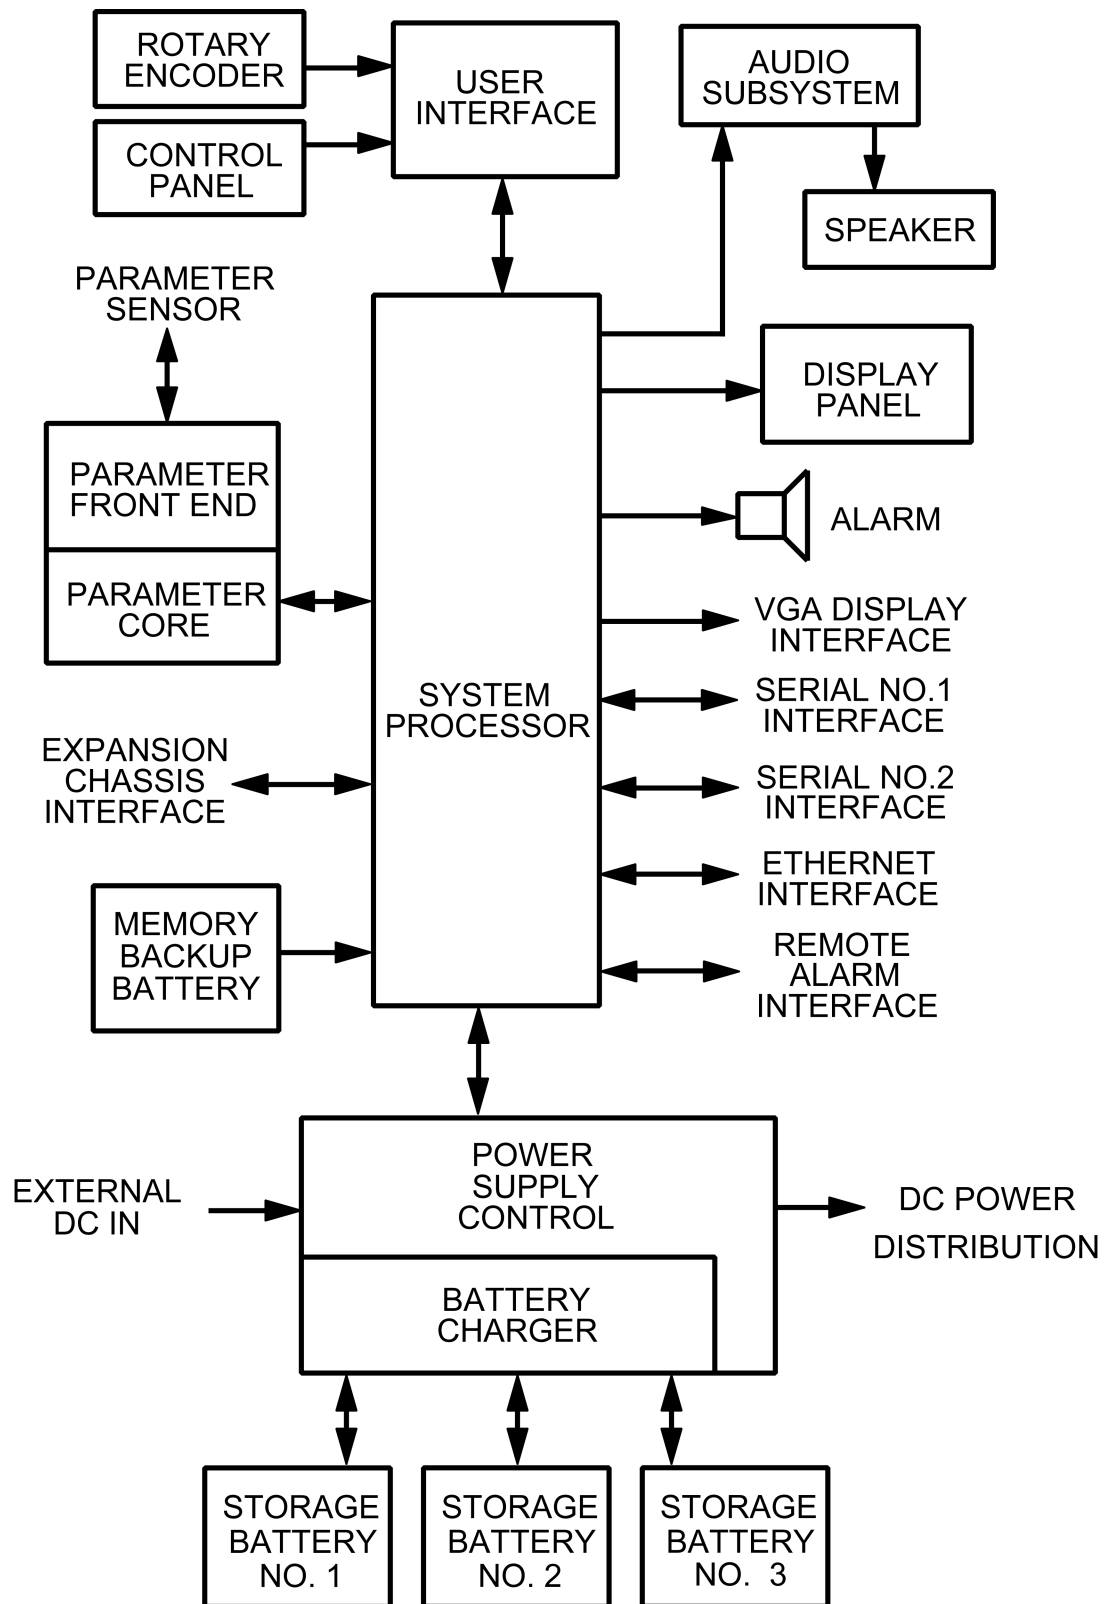 ROTARY
ENCODER
USER
INTERFACE
CONTROL
PANEL
AUDIO
SUBSYSTEM
SPEAKER
PARAMETER
SENSOR
DISPLAY
PANEL
PARAMETER
FRONT END
ALARM
PARAMETER
CORE
VGA DISPLAY
INTERFACE
SYSTEM
PROCESSOR
SERIAL NO.1
INTERFACE
EXPANSION
CHASSIS
INTERFACE
SERIAL NO.2
INTERFACE
ETHERNET
INTERFACE
MEMORY
BACKUP
BATTERY
REMOTE
ALARM
INTERFACE
POWER
SUPPLY
CONTROL
EXTERNAL
DC IN
DC POWER
DISTRIBUTION
BATTERY
CHARGER
STORAGE
BATTERY
NO. 1
STORAGE
BATTERY
NO. 2
STORAGE
BATTERY
NO. 3